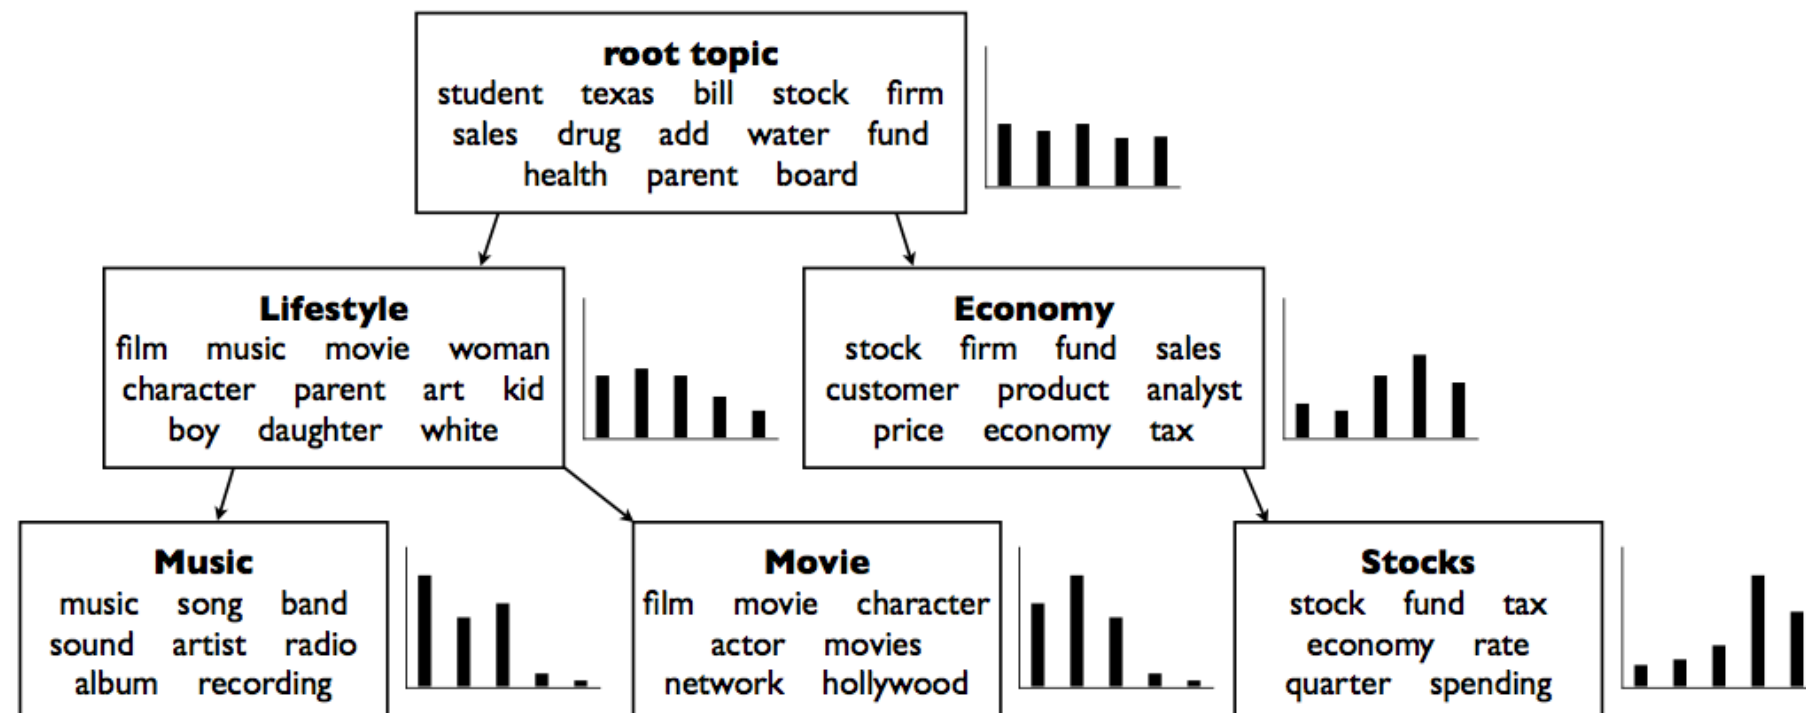 root topic
student texas bill stock firm
sales drug add water fund
health parent board
Lifestyle
film music movie woman
character parent art kid
boy daughter white
Economy
stock firm fund sales
customer product analyst
price economy tax
Music
music song band
sound artist radio
album recording
Movie
film movie character
actor movies
network hollywood
Stocks
stock fund tax
economy rate
quarter spending